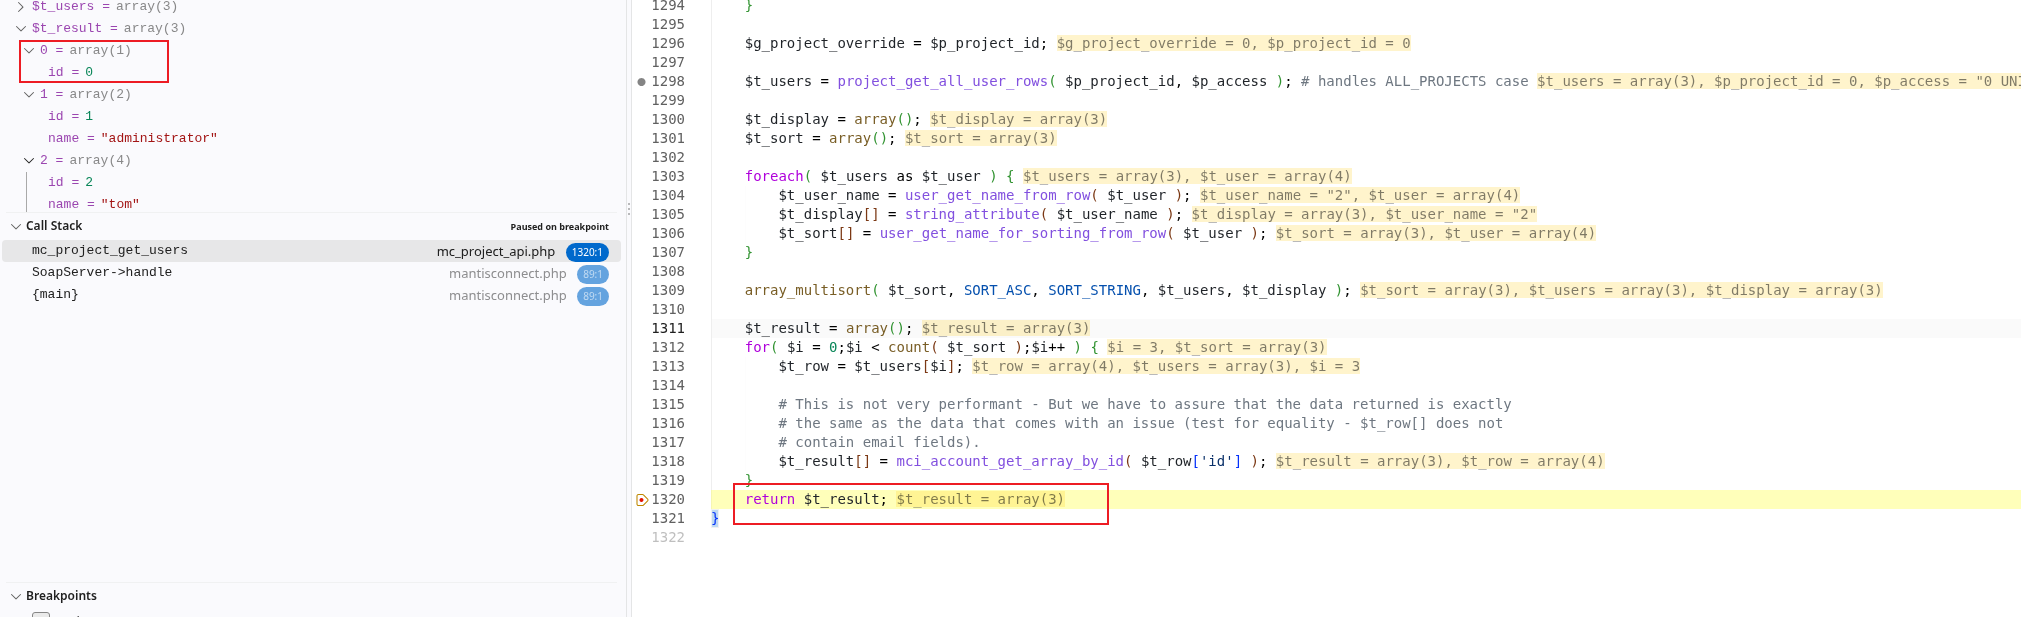 $t_users = array(3)
$t_result = array(3)
0 = array(1)
id = 0
1 = array(2)
id = 1
name = "administrator"
2 = array(4)
id = 2
name = "tom"
Call Stack Paused on breakpoint
mc_project_get_users mc_project_api.php 1320:1
SoapServer->handle mantisconnect.php 89:1
{main} mantisconnect.php 89:1
Breakpoints
1294 }
1295
1296 $g_project_override = $p_project_id; $g_project_override = 0, $p_project_id = 0
1297
1298 $t_users = project_get_all_user_rows( $p_project_id, $p_access ); # handles ALL_PROJECTS case $t_users = array(3), $p_project_id = 0, $p_access = "0 UN
1299
1300 $t_display = array(); $t_display = array(3)
1301 $t_sort = array(); $t_sort = array(3)
1302
1303 foreach( $t_users as $t_user ) { $t_users = array(3), $t_user = array(4)
1304 $t_user_name = user_get_name_from_row( $t_user ); $t_user_name = "2", $t_user = array(4)
1305 $t_display[] = string_attribute( $t_user_name ); $t_display = array(3), $t_user_name = "2"
1306 $t_sort[] = user_get_name_for_sorting_from_row( $t_user ); $t_sort = array(3), $t_user = array(4)
1307 }
1308
1309 array_multisort( $t_sort, SORT_ASC, SORT_STRING, $t_users, $t_display ); $t_sort = array(3), $t_users = array(3), $t_display = array(3)
1310
1311 $t_result = array(); $t_result = array(3)
1312 for( $i = 0;$i < count( $t_sort );$i++ ) { $i = 3, $t_sort = array(3)
1313 $t_row = $t_users[$i]; $t_row = array(4), $t_users = array(3), $i = 3
1314
1315 # This is not very performant - But we have to assure that the data returned is exactly
1316 # the same as the data that comes with an issue (test for equality - $t_row[] does not
1317 # contain email fields).
1318 $t_result[] = mci_account_get_array_by_id( $t_row['id'] ); $t_result = array(3), $t_row = array(4)
1319 }
1320 return $t_result; $t_result = array(3)
1321 }
1322